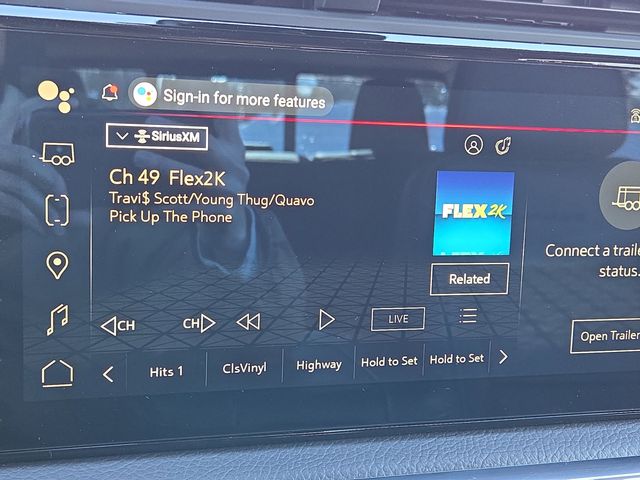 Sign-in for more features
SiriusXM
Ch 49 Flex2K
Travi$ Scott/Young Thug/Quavo
Pick Up The Phone
FLEX2K
Related
Connect a traile
status.
Open Trailer
CH
CH
LIVE
Hits 1
ClsVinyl
Highway
Hold to Set
Hold to Set